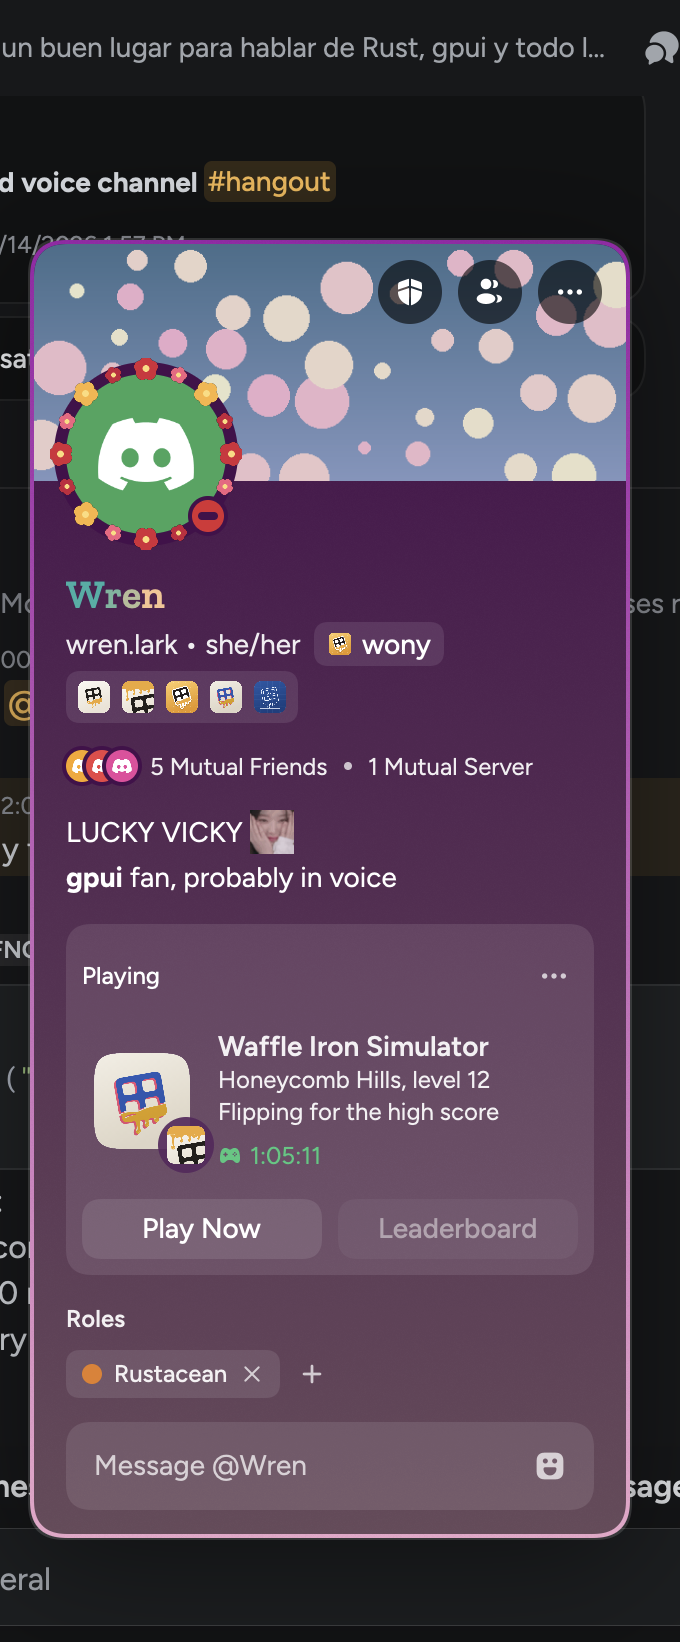 un buen lugar para hablar de Rust, gpui y todo l...
d voice channel #hangout
Wren
wren.lark • she/her wony
5 Mutual Friends • 1 Mutual Server
LUCKY VICKY
gpui fan, probably in voice
Playing
Waffle Iron Simulator
Honeycomb Hills, level 12
Flipping for the high score
1:05:11
Play Now Leaderboard
Roles
Rustacean
Message @Wren
eral